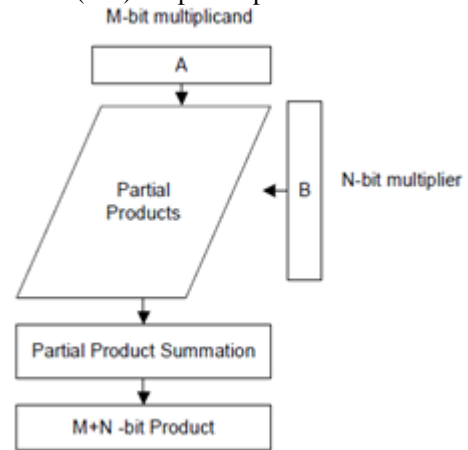 M-bit multiplicand
A
Partial
Products
B
N-bit multiplier
Partial Product Summation
M+N -bit Product